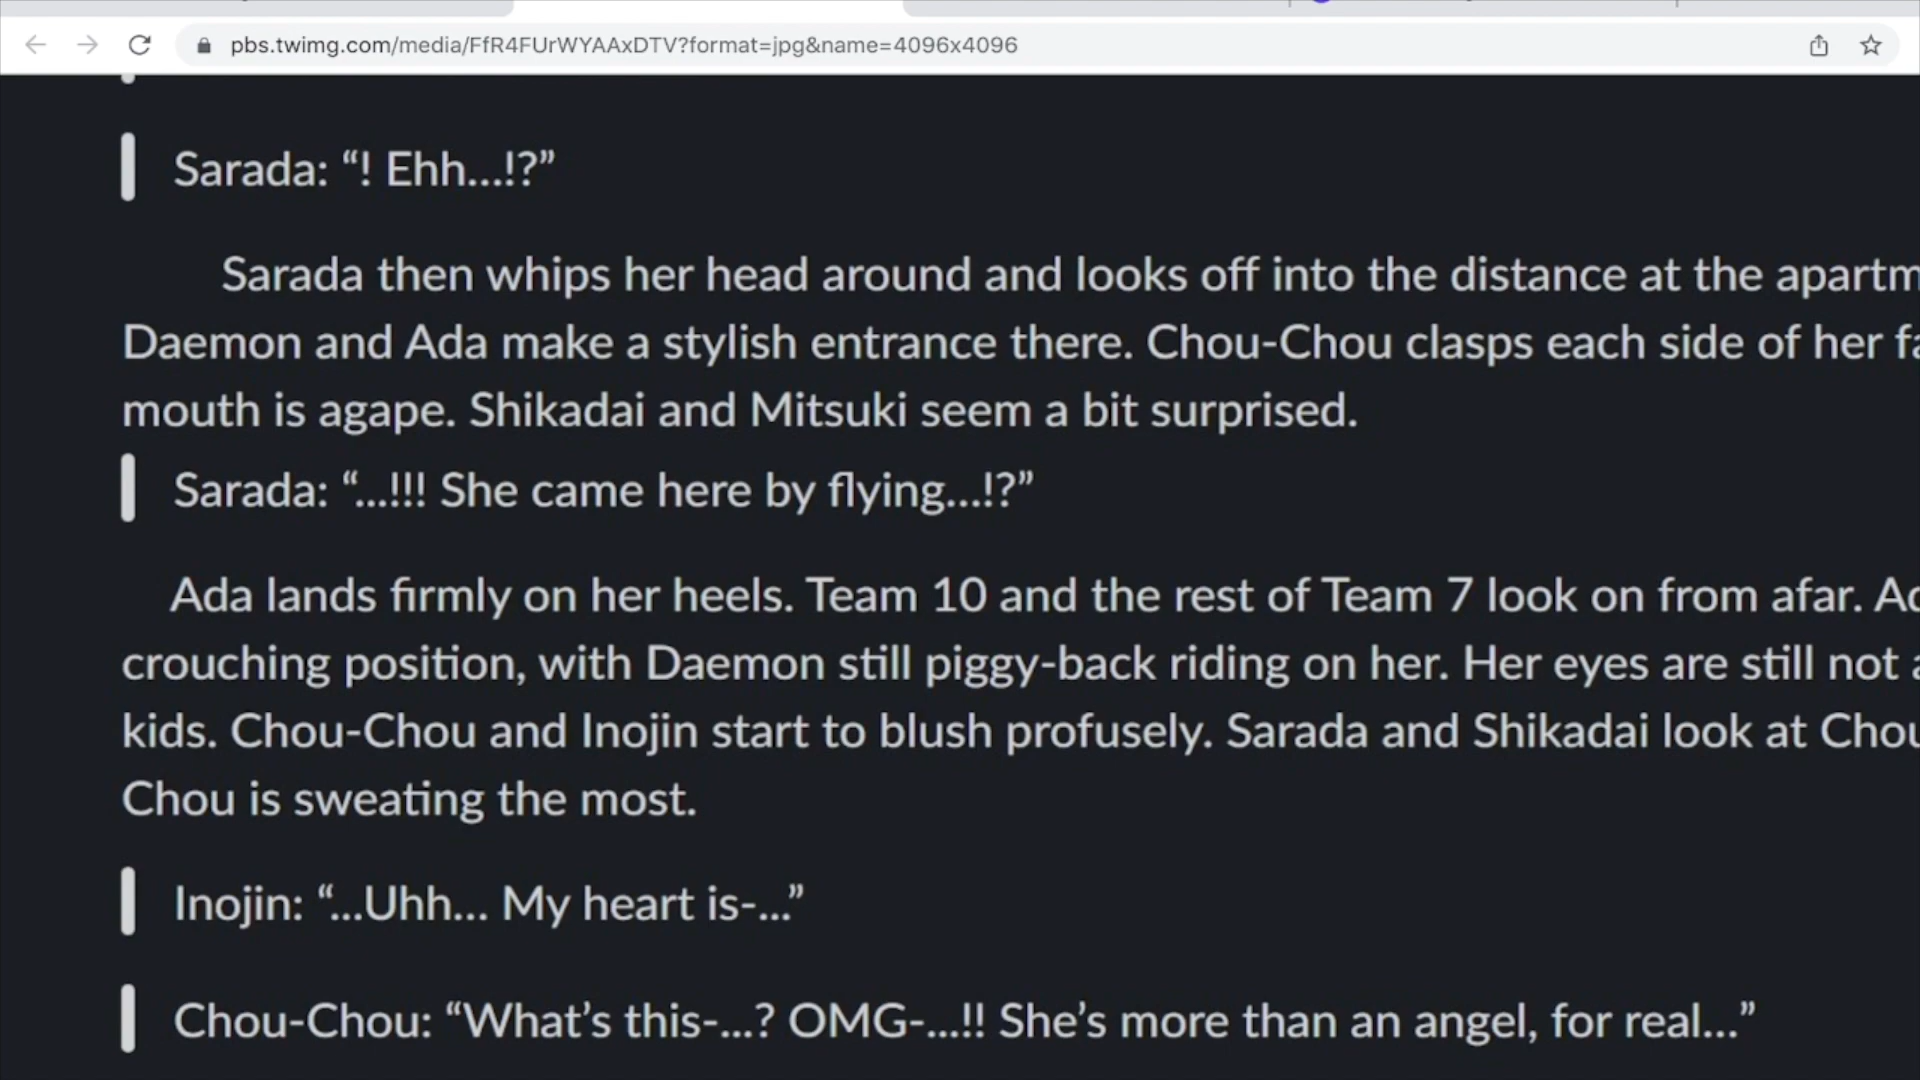 pbs.twimg.com/media/FfR4FUrWYAAxDTV?format=jpg&name=4096x4096
Sarada: “! Ehh...!?”
Sarada then whips her head around and looks off into the distance at the apartm
Daemon and Ada make a stylish entrance there. Chou-Chou clasps each side of her fa
mouth is agape. Shikadai and Mitsuki seem a bit surprised.
Sarada: “...!!! She came here by flying...!?”
Ada lands firmly on her heels. Team 10 and the rest of Team 7 look on from afar. Ad
crouching position, with Daemon still piggy-back riding on her. Her eyes are still not a
kids. Chou-Chou and Inojin start to blush profusely. Sarada and Shikadai look at Chou
Chou is sweating the most.
Inojin: “...Uhh... My heart is-...”
Chou-Chou: “What’s this-...? OMG-...!! She’s more than an angel, for real...”